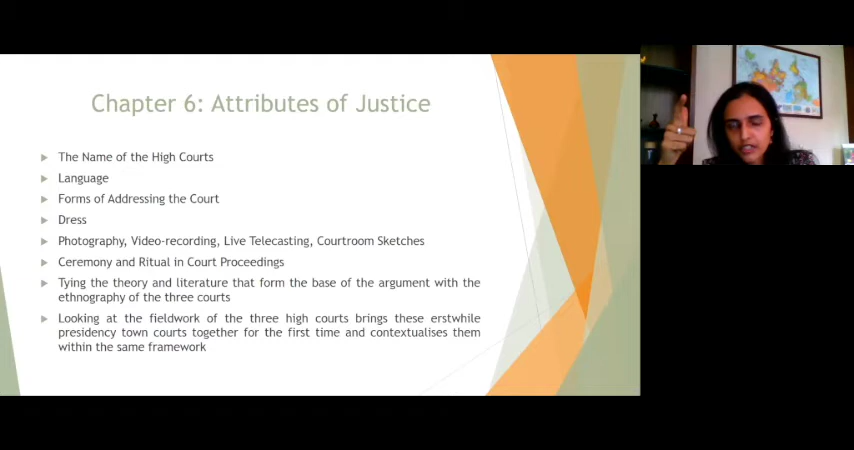 Chapter 6: Attributes of Justice
The Name of the High Courts
Language
Forms of Addressing the Court
Dress
Photography, Video-recording, Live Telecasting, Courtroom Sketches
Ceremony and Ritual in Court Proceedings
Tying the theory and literature that form the base of the argument with the
ethnography of the three courts
Looking at the fieldwork of the three high courts brings these erstwhile
presidency town courts together for the first time and contextualises them
within the same framework